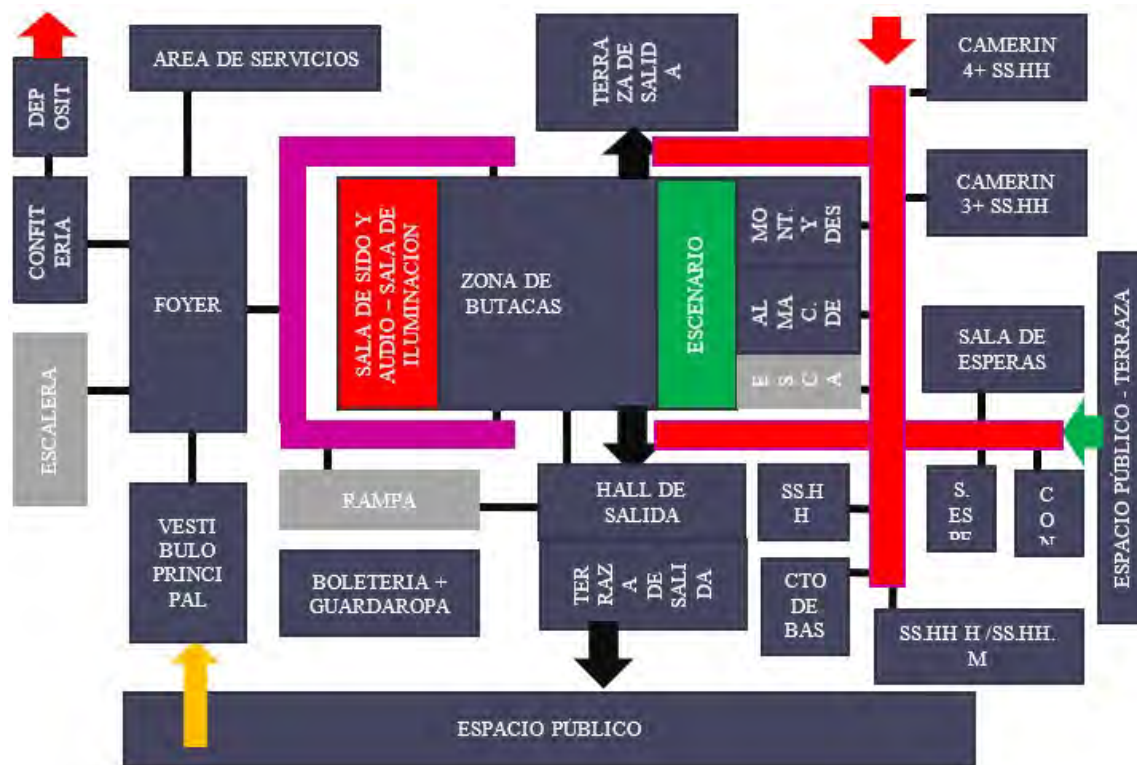 DEP
OSIT
AREA DE SERVICIOS
TERRA
ZA DE
SALID
A
CAMERIN
4+ SS.HH
CONFIT
ERIA
FOYER
SALA DE SIDO Y
AUDIO – SALA DE
ILUMINACION
ZONA DE
BUTACAS
ESCENARIO
MO
NT.
Y
DES
AL
MA
C.
DE
E
S
C
A
CAMERIN
3+ SS.HH
SALA DE
ESPERAS
ESPACIO PÚBLICO - TERRAZA
ESCALERA
VESTI
BULO
PRINCI
PAL
RAMPA
HALL DE
SALIDA
SS.H
H
S.
ESPE
C
O
N
BOLETERIA +
GUARDAROPA
TER
RAZ
A
DE
SALI
DA
CTO
DE
BAS
SS.HH H /SS.HH.
M
ESPACIO PÚBLICO